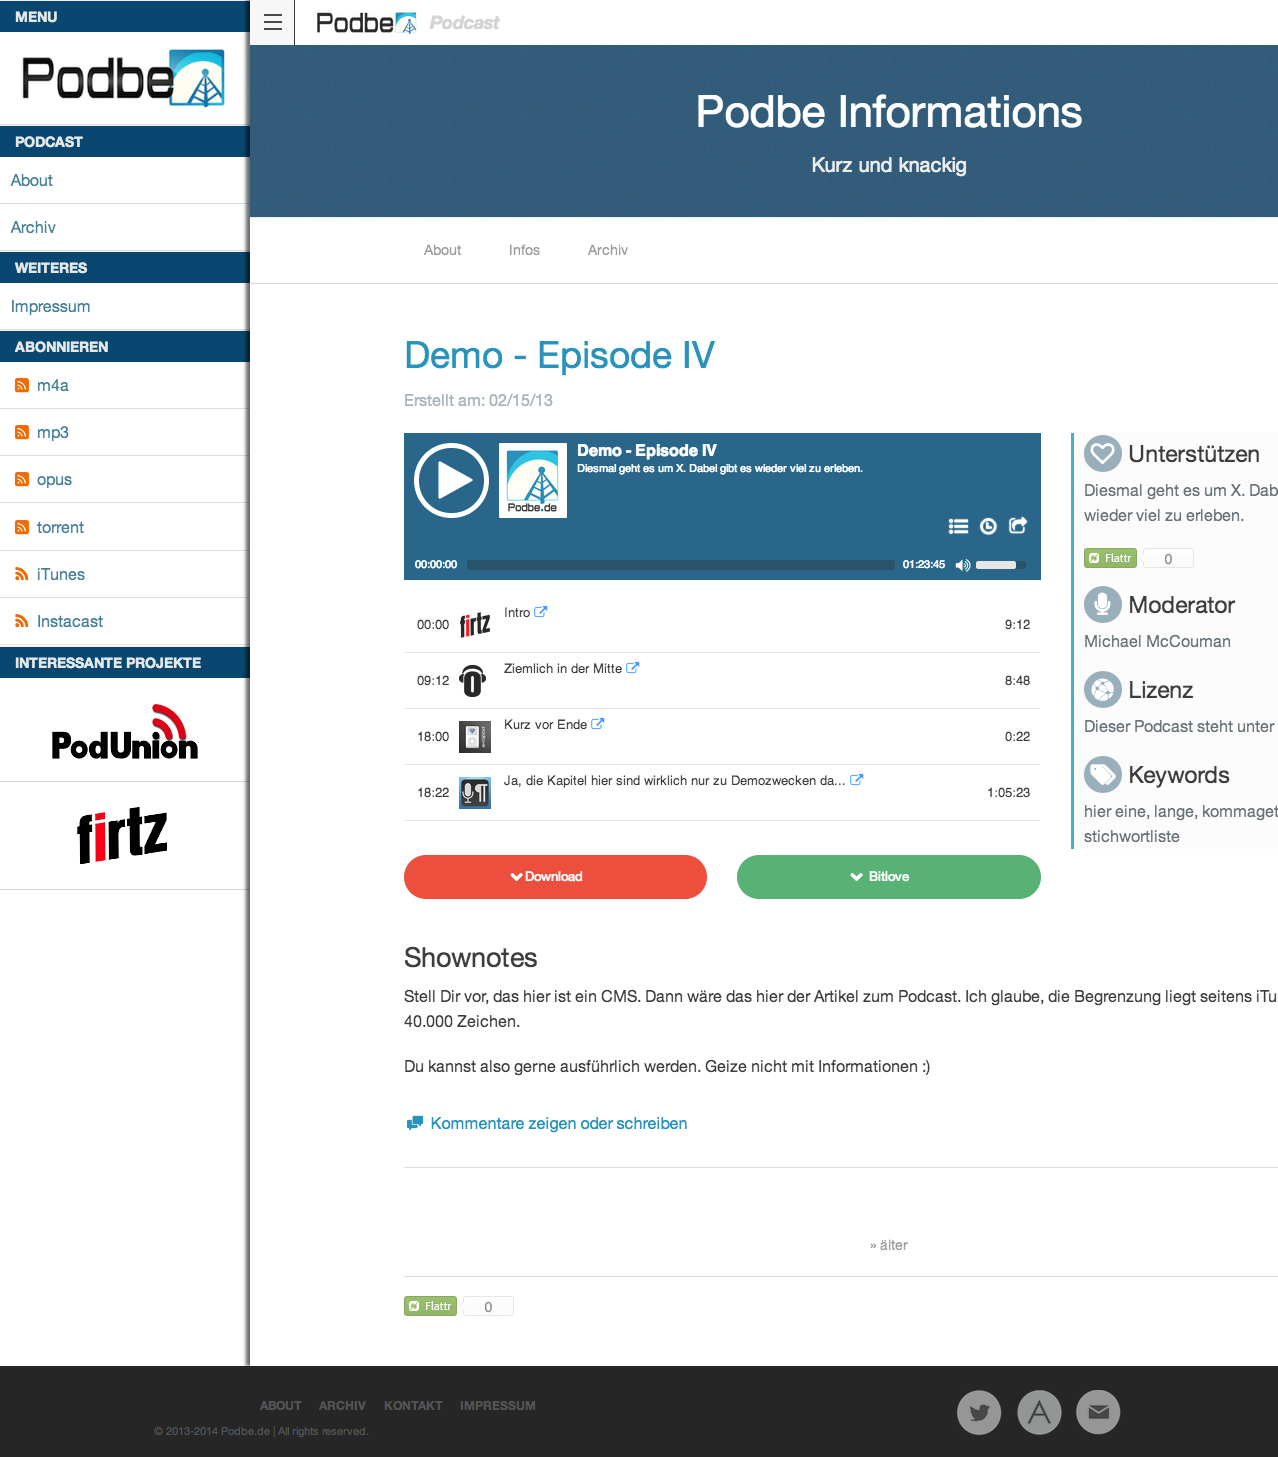 MENU
Podbe
PODCAST
About
Archiv
WEITERES
Impressum
ABONNIEREN
m4a
mp3
opus
torrent
iTunes
Instacast
INTERESSANTE PROJEKTE
PodUnion
firtz
Podbe Podcast
Podbe Informations
Kurz und knackig
About Infos Archiv
Demo - Episode IV
Erstellt am: 02/15/13
Demo - Episode IV
Diesmal geht es um X. Dabei gibt es wieder viel zu erleben.
Podbe.de
00:00:00 01:23:45
00:00 firtz Intro 9:12
09:12 Ziemlich in der Mitte 8:48
18:00 Kurz vor Ende 0:22
18:22 Ja, die Kapitel hier sind wirklich nur zu Demozwecken da... 1:05:23
Download Bitlove
Unterstützen
Diesmal geht es um X. Dab
wieder viel zu erleben.
Flattr 0
Moderator
Michael McCouman
Lizenz
Dieser Podcast steht unter
Keywords
hier eine, lange, kommaget
stichwortliste
Shownotes
Stell Dir vor, das hier ist ein CMS. Dann wäre das hier der Artikel zum Podcast. Ich glaube, die Begrenzung liegt seitens iTu
40.000 Zeichen.
Du kannst also gerne ausführlich werden. Geize nicht mit Informationen :)
Kommentare zeigen oder schreiben
» älter
Flattr 0
ABOUT ARCHIV KONTAKT IMPRESSUM
© 2013-2014 Podbe.de | All rights reserved.